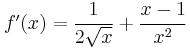 f'(x) = \frac{1}{2\sqrt{x}} + \frac{x-1}{x^2}